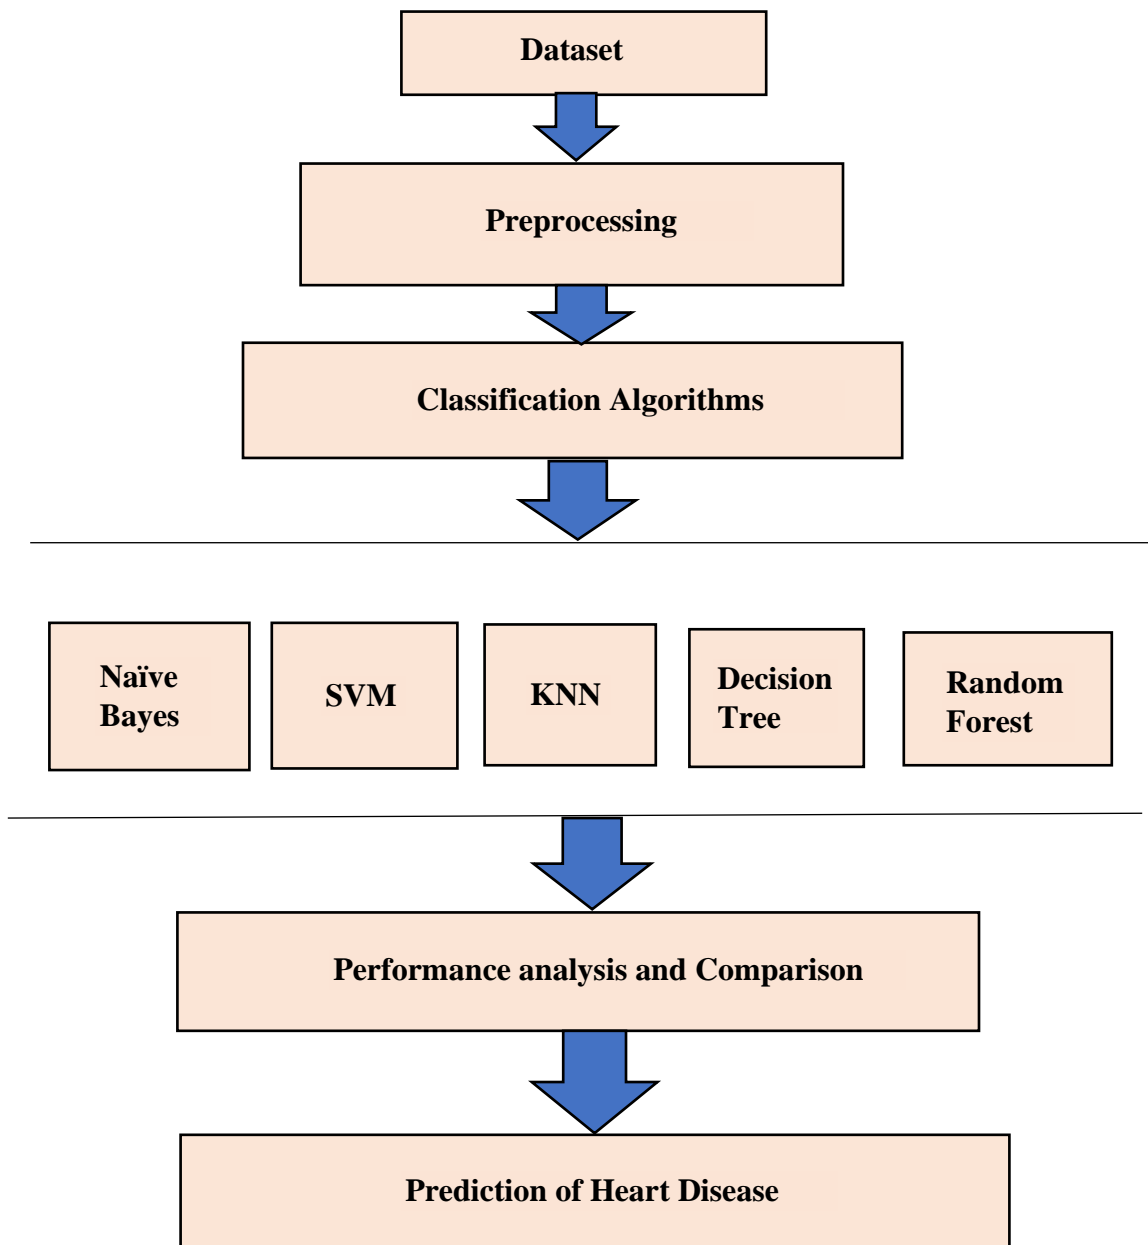 Dataset
Preprocessing
Classification Algorithms
Naïve
Bayes
SVM
KNN
Decision
Tree
Random
Forest
Performance analysis and Comparison
Prediction of Heart Disease